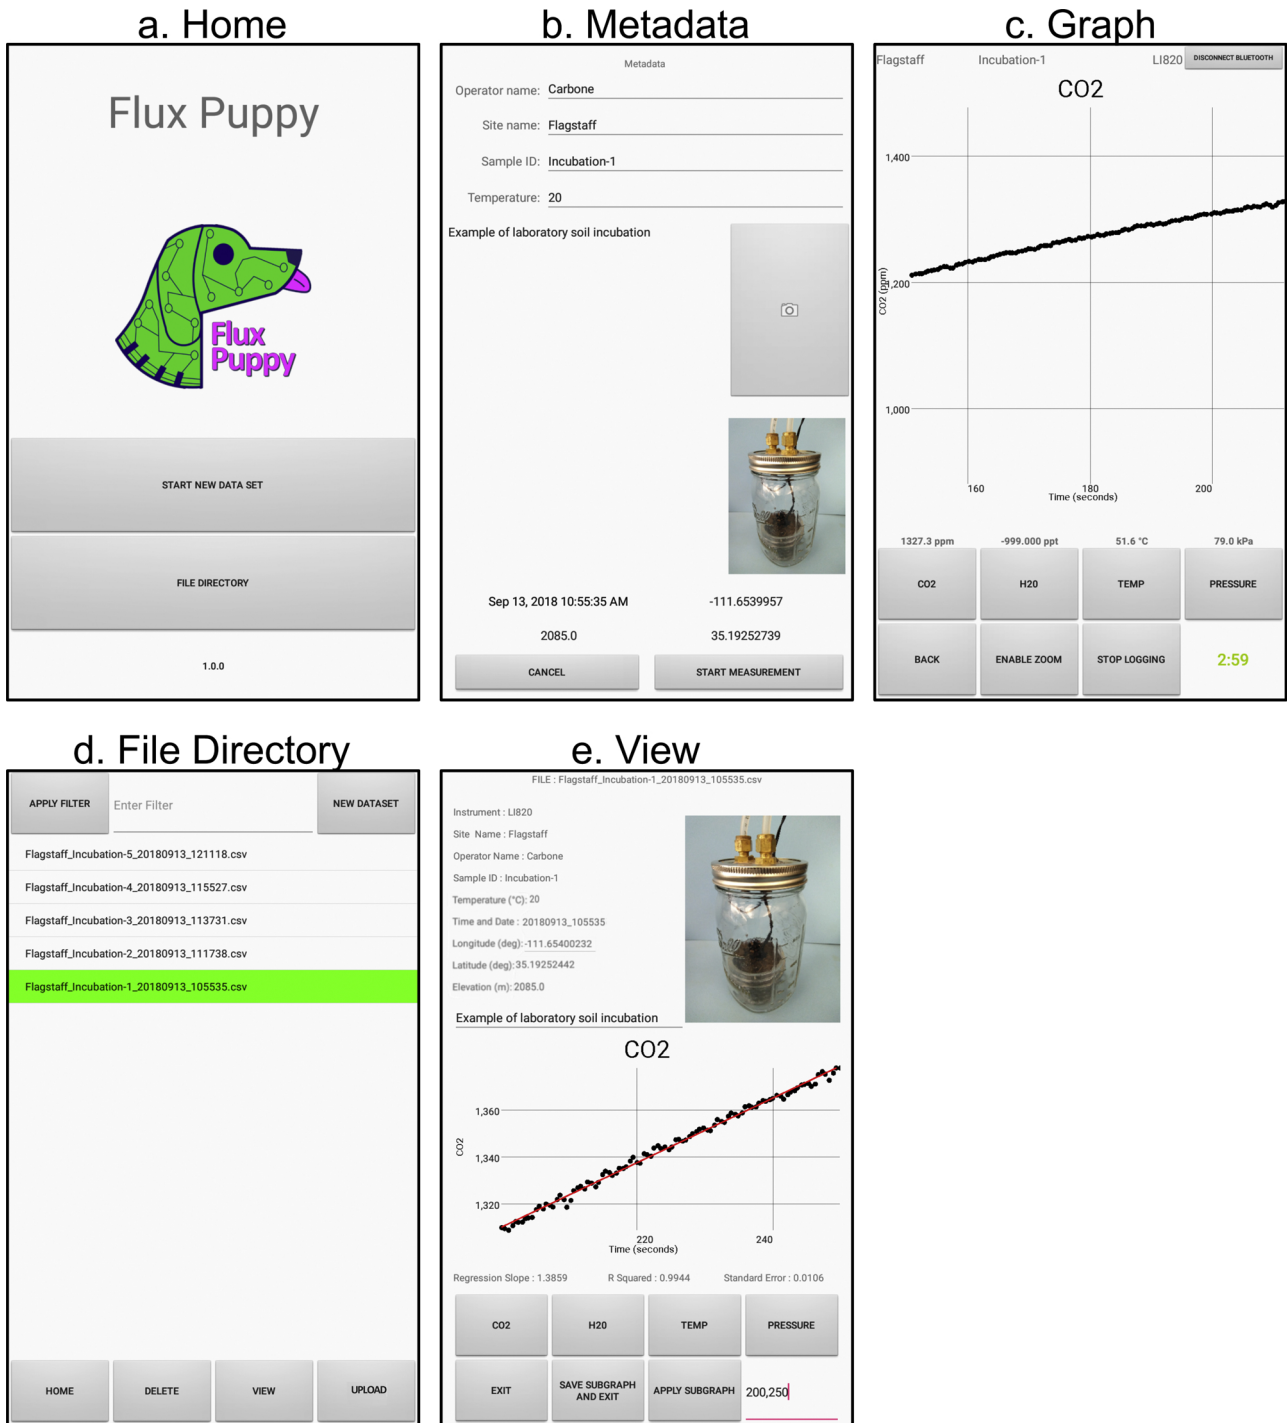 a. Home
Flux Puppy
Flux
Puppy
START NEW DATA SET
FILE DIRECTORY
1.0.0
b. Metadata
Metadata
Operator name: Carbone
Site name: Flagstaff
Sample ID: Incubation-1
Temperature: 20
Example of laboratory soil incubation
Sep 13, 2018 10:55:35 AM -111.6539957
2085.0 35.19252739
CANCEL START MEASUREMENT
c. Graph
Flagstaff Incubation-1 LI820 DISCONNECT BLUETOOTH
CO2
1,400
1,200
1,000
CO2 (ppm)
160 180 200
Time (seconds)
1327.3 ppm -999.000 ppt 51.6 °C 79.0 kPa
CO2 H20 TEMP PRESSURE
BACK ENABLE ZOOM STOP LOGGING 2:59
d. File Directory
APPLY FILTER Enter Filter NEW DATASET
Flagstaff_Incubation-5_20180913_121118.csv
Flagstaff_Incubation-4_20180913_115527.csv
Flagstaff_Incubation-3_20180913_113731.csv
Flagstaff_Incubation-2_20180913_111738.csv
Flagstaff_Incubation-1_20180913_105535.csv
HOME DELETE VIEW UPLOAD
e. View
FILE : Flagstaff_Incubation-1_20180913_105535.csv
Instrument : LI820
Site Name : Flagstaff
Operator Name : Carbone
Sample ID : Incubation-1
Temperature (°C): 20
Time and Date : 20180913_105535
Longitude (deg): -111.65400232
Latitude (deg): 35.19252442
Elevation (m): 2085.0
Example of laboratory soil incubation
CO2
1,360
1,340
1,320
CO2
220 240
Time (seconds)
Regression Slope : 1.3859 R Squared : 0.9944 Standard Error : 0.0106
CO2 H20 TEMP PRESSURE
EXIT SAVE SUBGRAPH AND EXIT APPLY SUBGRAPH 200,250